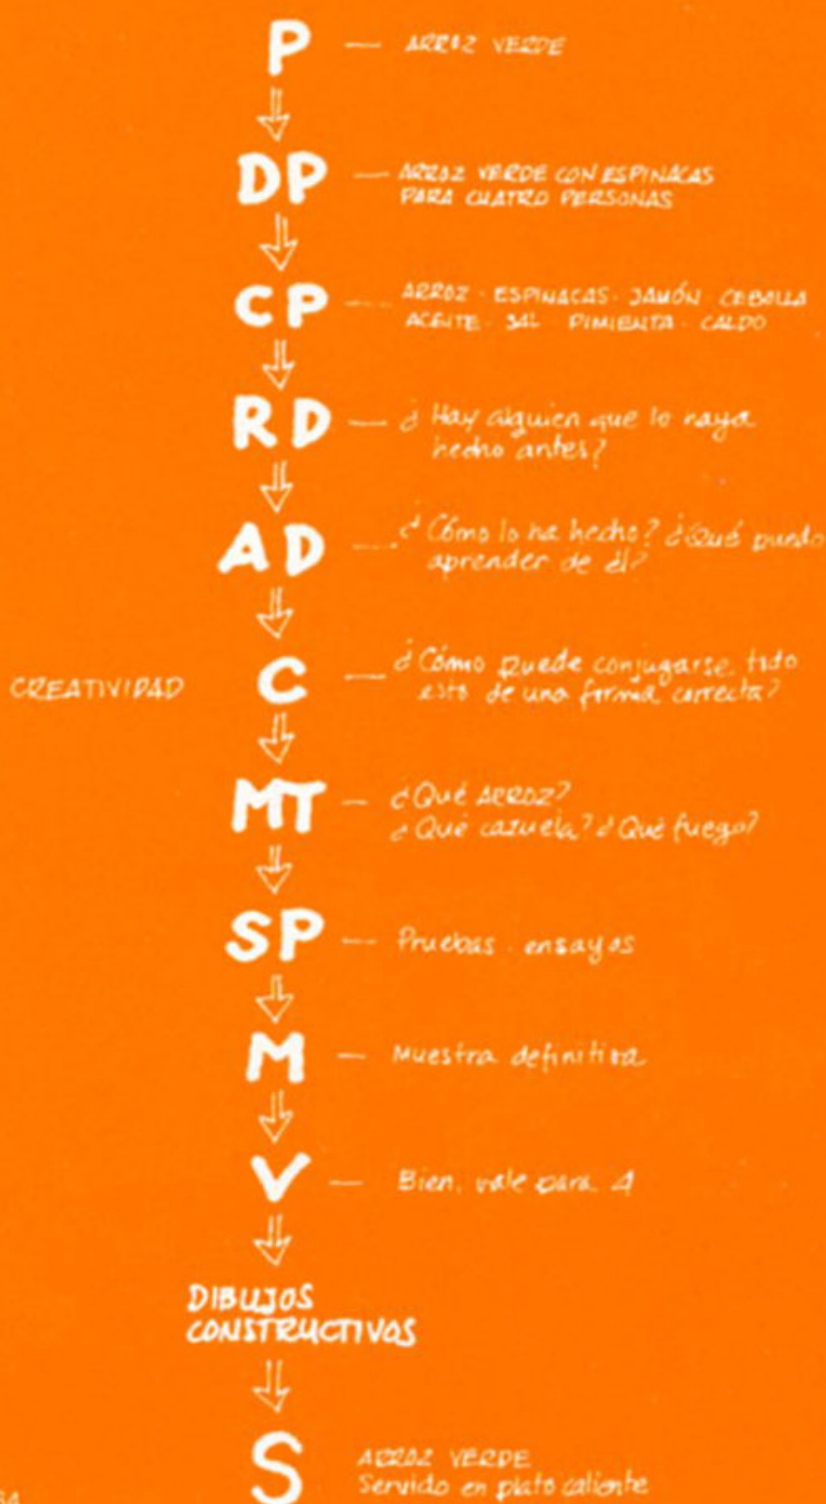 P — ARROZ VERDE
DP — ARROZ VERDE CON ESPINACAS
PARA CUATRO PERSONAS
CP — ARROZ · ESPINACAS · JAMÓN · CEBOLLA
ACEITE · SAL · PIMIENTA · CALDO
RD — ¿Hay alguien que lo haya
hecho antes?
AD — ¿Cómo lo ha hecho? ¿Qué puedo
aprender de él?
CREATIVIDAD C — ¿Cómo puede conjugarse todo
esto de una forma correcta?
MT — ¿Qué ARROZ?
¿Qué cazuela? ¿Qué fuego?
SP — Pruebas · ensayos
M — Muestra definitiva
V — Bien, vale para 4
DIBUJOS
CONSTRUCTIVOS
S ARROZ VERDE
Servido en plato caliente